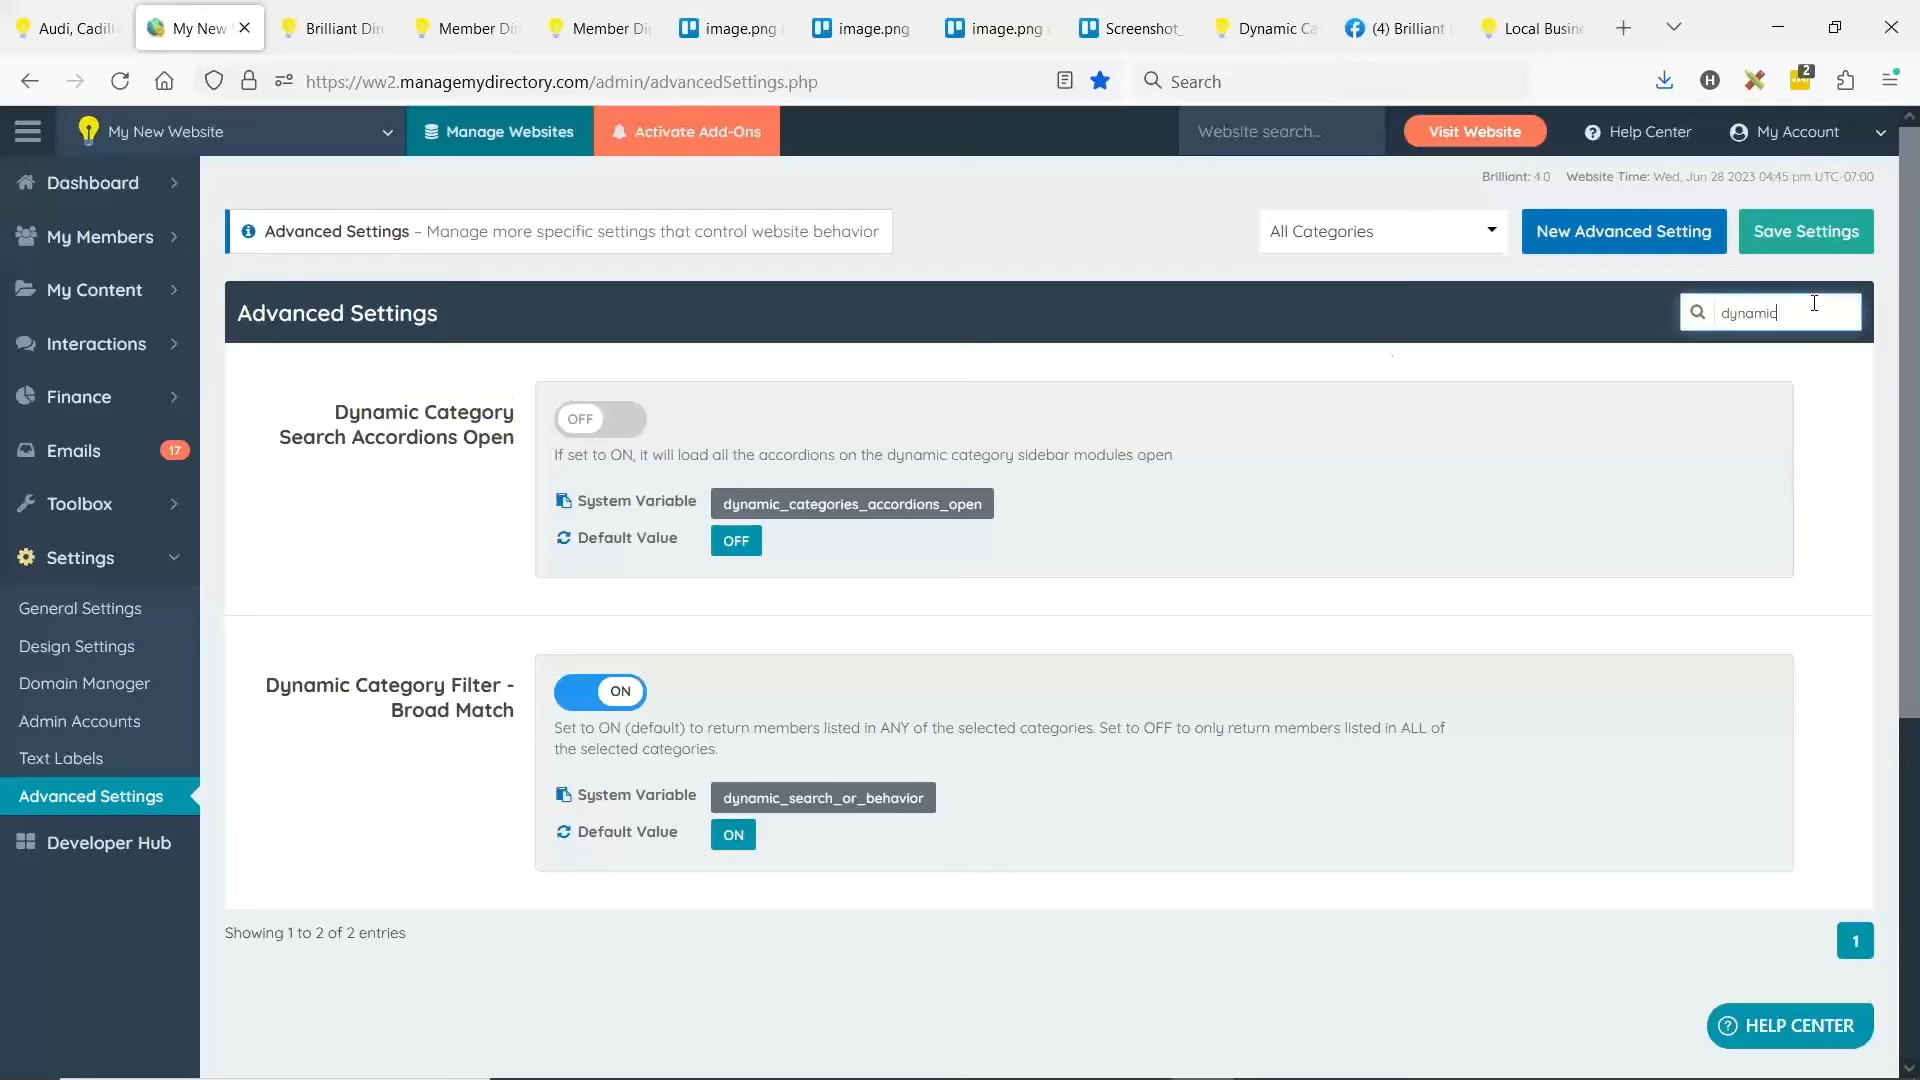 Audi, Cadill
My New
Brilliant Dir
Member Di
Member Di
image.png
image.png
image.png
Screenshot_
Dynamic Ca
(4) Brilliant
Local Busine
https://ww2.managemydirectory.com/admin/advancedSettings.php
Search
H
2
My New Website
Manage Websites
Activate Add-Ons
Website search...
Visit Website
Help Center
My Account
Brilliant: 4.0 Website Time: Wed, Jun 28 2023 04:45 pm UTC-07:00
Dashboard
My Members
My Content
Interactions
Finance
Emails 17
Toolbox
Settings
General Settings
Design Settings
Domain Manager
Admin Accounts
Text Labels
Advanced Settings
Developer Hub
Advanced Settings – Manage more specific settings that control website behavior
All Categories
New Advanced Setting
Save Settings
Advanced Settings
dynamic
Dynamic Category
Search Accordions Open
OFF
If set to ON, it will load all the accordions on the dynamic category sidebar modules open
System Variable dynamic_categories_accordions_open
Default Value OFF
Dynamic Category Filter -
Broad Match
ON
Set to ON (default) to return members listed in ANY of the selected categories. Set to OFF to only return members listed in ALL of
the selected categories.
System Variable dynamic_search_or_behavior
Default Value ON
Showing 1 to 2 of 2 entries
1
HELP CENTER